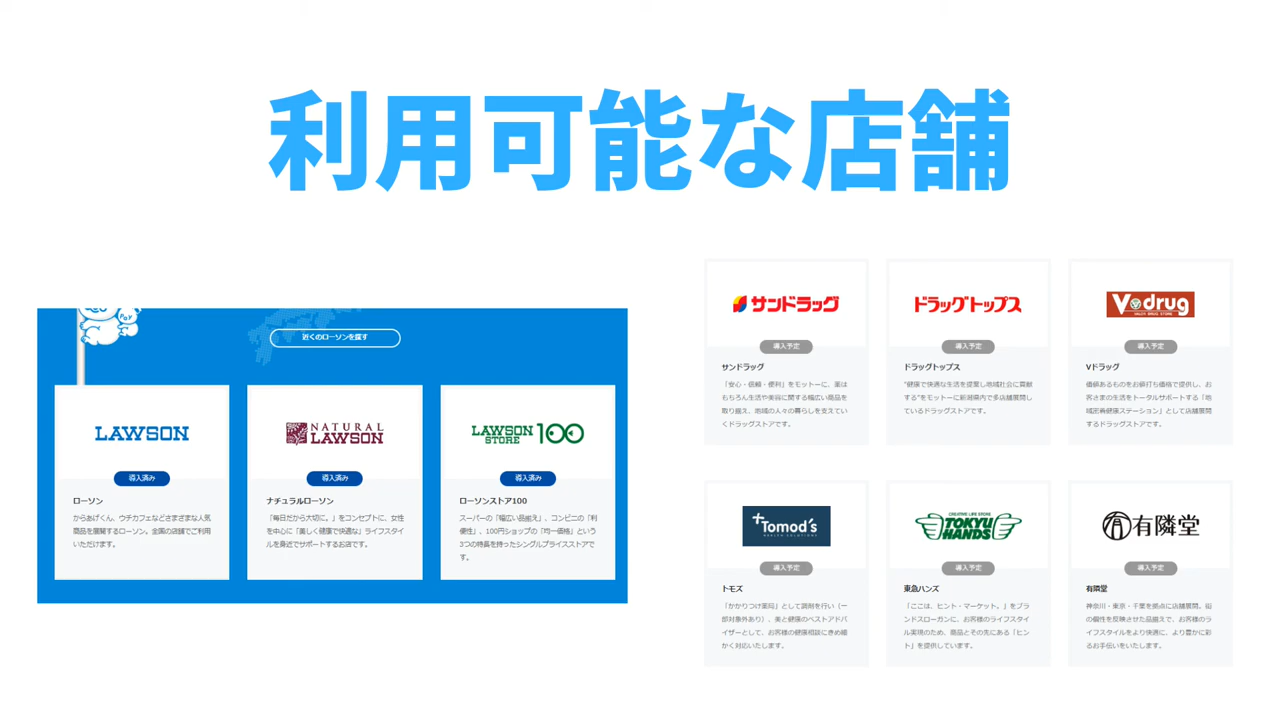 利用可能な店舗
Pay
近くのローソンを探す
LAWSON
導入済み
ローソン
からあげくん、ウチカフェなどさまざまな人気
商品を展開するローソン。全国の店舗でご利用
いただけます。
NATURAL
LAWSON
導入済み
ナチュラルローソン
「毎日だから大切に。」をコンセプトに、女性
を中心に「美しく健康で快適な」ライフスタイ
ルを身近でサポートするお店です。
LAWSON
STORE
100
導入済み
ローソンストア100
スーパーの「幅広い品揃え」、コンビニの「利
便性」、100円ショップの「同一価格」という
3つの特長を持ったシングルプライスストアで
す。
サンドラッグ
導入予定
サンドラッグ
「安心・信頼・便利」をモットーに、薬は
もちろん生活や美容に関する幅広い商品を
取り揃え、地域の人々の暮らしを支えてい
くドラッグストアです。
ドラッグトップス
導入予定
ドラッグトップス
"健康で快適な生活を提案し地域社会に貢献
する"をモットーに新潟県内で多店舗展開し
ているドラッグストアです。
V drug
VALUE DRUG STORE
導入予定
Vドラッグ
価値あるものをお値打ち価格で提供し、お
客さまの生活をトータルサポートする「地
域密着健康ステーション」として店舗展開
するドラッグストアです。
Tomod's
HEALTH SOLUTIONS
導入予定
トモズ
「かかりつけ薬局」として調剤を行い（一
部対象外あり）、美と健康のベストアドバ
イザーとして、お客様の健康相談にきめ細
かく対応いたします。
CREATIVE LIFE STORE
TOKYU
HANDS
導入予定
東急ハンズ
「ここは、ヒント・マーケット。」をブラ
ンドスローガンに、お客様のライフスタイ
ル実現のため、商品とその先にある「ヒン
ト」を提供しています。
有隣堂
導入予定
有隣堂
神奈川・東京・千葉を拠点に店舗展開。街
の個性を反映させた品揃えで、お客様のラ
イフスタイルをより快適に、より豊かに彩
るお手伝いをいたします。